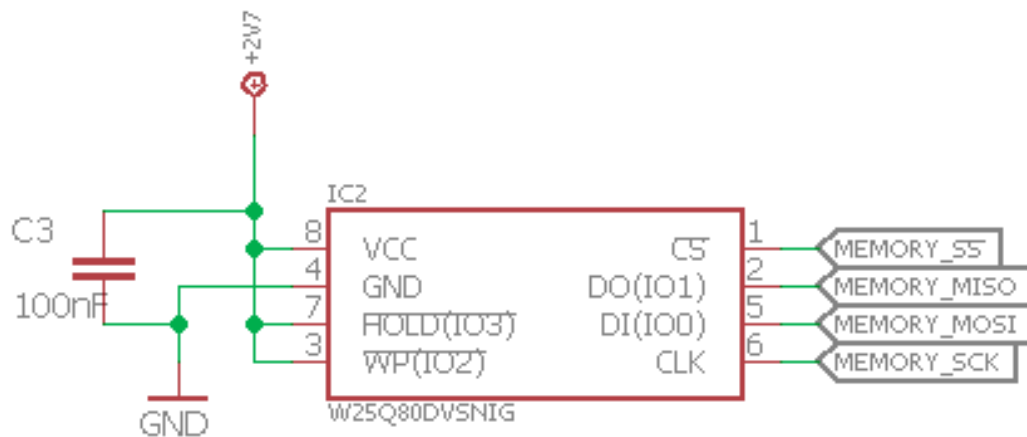 +2V7
IC2
C3
100nF
8 VCC
4 GND
7 HOLD(IO3)
3 WP(IO2)
CS 1
DO(IO1) 2
DI(IO0) 5
CLK 6
MEMORY_SS
MEMORY_MISO
MEMORY_MOSI
MEMORY_SCK
W25Q80DVSNIG
GND